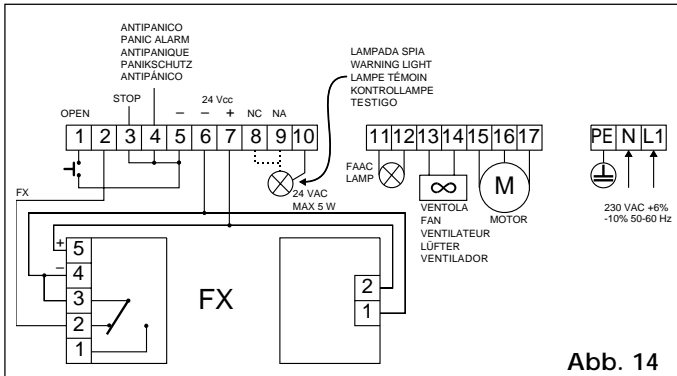 ANTIPANICO
PANIC ALARM
ANTIPANIQUE
PANIKSCHUTZ
ANTIPÁNICO
LAMPADA SPIA
WARNING LIGHT
LAMPE TÉMOIN
KONTROLLAMPE
TESTIGO
STOP
24 Vcc
OPEN
– – + NC NA
1 2 3 4 5 6 7 8 9 10
11 12 13 14 15 16 17
PE N L1
FX
24 VAC
MAX 5 W
FAAC
LAMP
VENTOLA
FAN
VENTILATEUR
LÜFTER
VENTILADOR
M
MOTOR
230 VAC +6%
-10% 50-60 Hz
+ 5
– 4
3
2
1
FX
2
1
Abb. 14